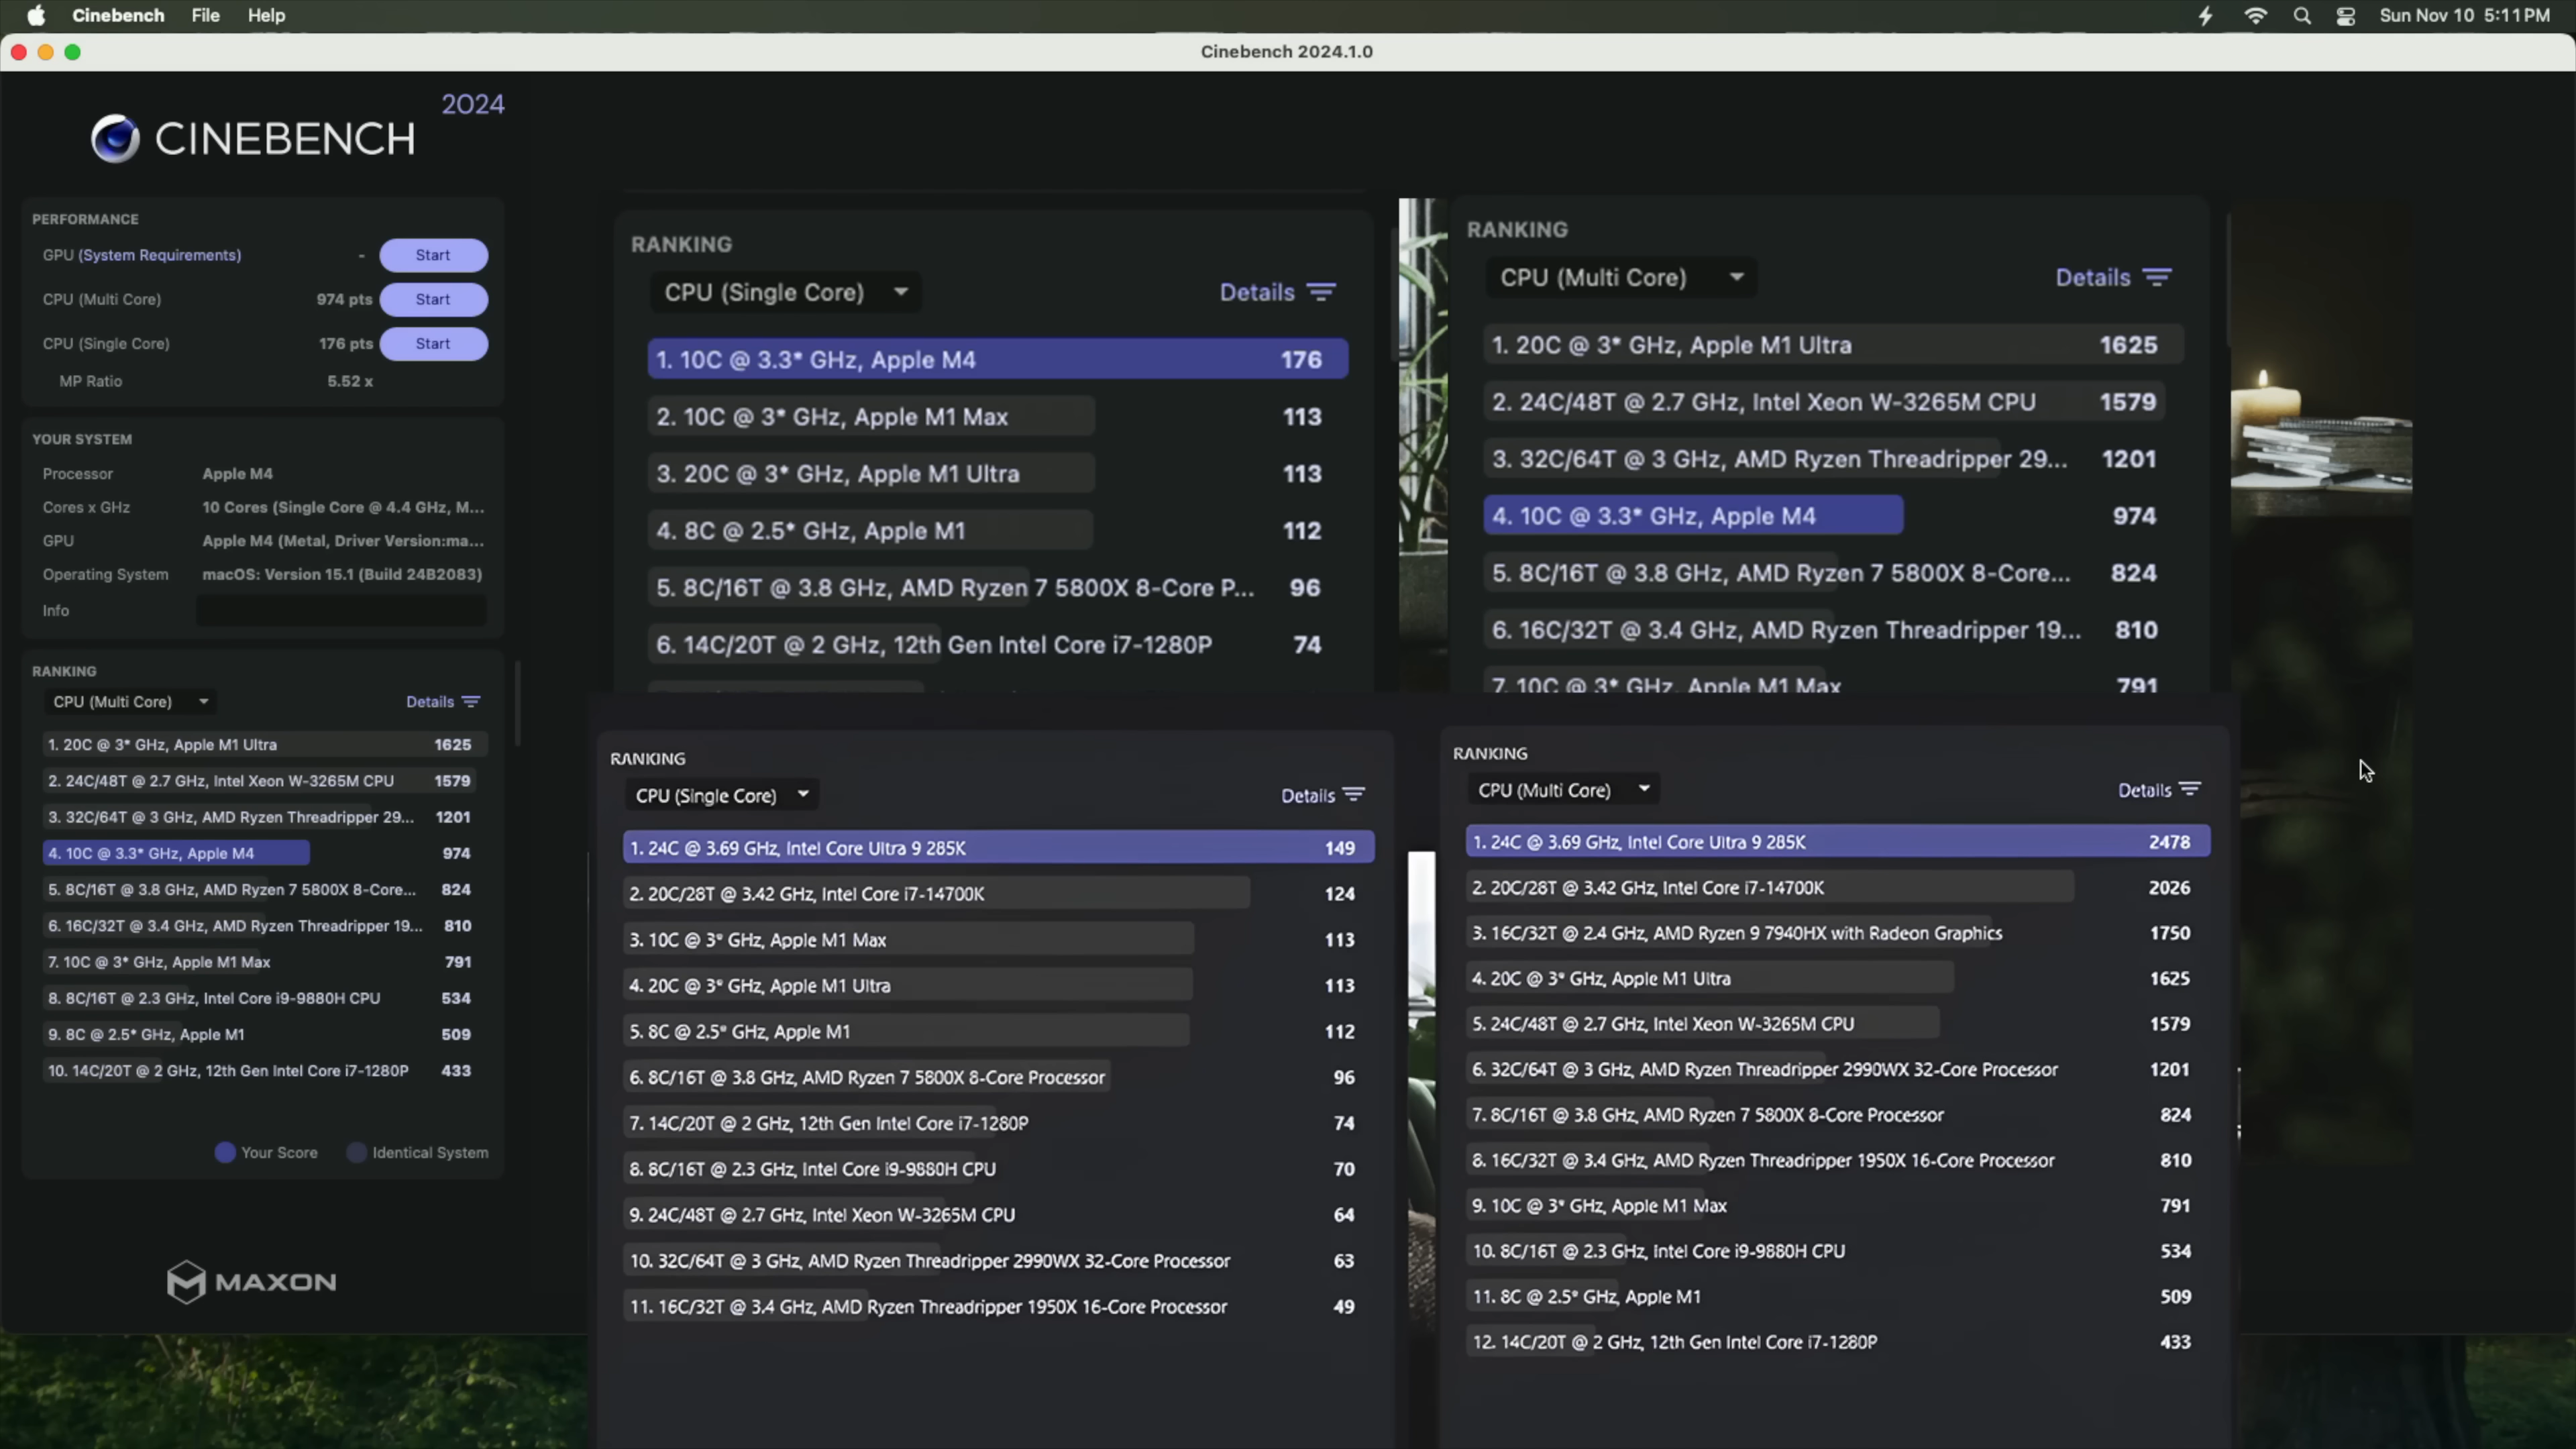 Cinebench File Help
Sun Nov 10 5:11 PM
Cinebench 2024.1.0
2024
CINEBENCH
PERFORMANCE
GPU (System Requirements) - Start
CPU (Multi Core) 974 pts Start
CPU (Single Core) 176 pts Start
MP Ratio 5.52 x
YOUR SYSTEM
Processor Apple M4
Cores x GHz 10 Cores (Single Core @ 4.4 GHz, M...
GPU Apple M4 (Metal, Driver Version:ma...
Operating System macOS: Version 15.1 (Build 24B2083)
Info
RANKING
CPU (Multi Core) Details
1. 20C @ 3* GHz, Apple M1 Ultra 1625
2. 24C/48T @ 2.7 GHz, Intel Xeon W-3265M CPU 1579
3. 32C/64T @ 3 GHz, AMD Ryzen Threadripper 29... 1201
4. 10C @ 3.3* GHz, Apple M4 974
5. 8C/16T @ 3.8 GHz, AMD Ryzen 7 5800X 8-Core... 824
6. 16C/32T @ 3.4 GHz, AMD Ryzen Threadripper 19... 810
7. 10C @ 3* GHz, Apple M1 Max 791
8. 8C/16T @ 2.3 GHz, Intel Core i9-9880H CPU 534
9. 8C @ 2.5* GHz, Apple M1 509
10. 14C/20T @ 2 GHz, 12th Gen Intel Core i7-1280P 433
Your Score Identical System
MAXON
RANKING
CPU (Single Core) Details
1. 10C @ 3.3* GHz, Apple M4 176
2. 10C @ 3* GHz, Apple M1 Max 113
3. 20C @ 3* GHz, Apple M1 Ultra 113
4. 8C @ 2.5* GHz, Apple M1 112
5. 8C/16T @ 3.8 GHz, AMD Ryzen 7 5800X 8-Core P... 96
6. 14C/20T @ 2 GHz, 12th Gen Intel Core i7-1280P 74
RANKING
CPU (Multi Core) Details
1. 20C @ 3* GHz, Apple M1 Ultra 1625
2. 24C/48T @ 2.7 GHz, Intel Xeon W-3265M CPU 1579
3. 32C/64T @ 3 GHz, AMD Ryzen Threadripper 29... 1201
4. 10C @ 3.3* GHz, Apple M4 974
5. 8C/16T @ 3.8 GHz, AMD Ryzen 7 5800X 8-Core... 824
6. 16C/32T @ 3.4 GHz, AMD Ryzen Threadripper 19... 810
7. 10C @ 3* GHz, Apple M1 Max 791
RANKING
CPU (Single Core) Details
1. 24C @ 3.69 GHz, Intel Core Ultra 9 285K 149
2. 20C/28T @ 3.42 GHz, Intel Core i7-14700K 124
3. 10C @ 3* GHz, Apple M1 Max 113
4. 20C @ 3* GHz, Apple M1 Ultra 113
5. 8C @ 2.5* GHz, Apple M1 112
6. 8C/16T @ 3.8 GHz, AMD Ryzen 7 5800X 8-Core Processor 96
7. 14C/20T @ 2 GHz, 12th Gen Intel Core i7-1280P 74
8. 8C/16T @ 2.3 GHz, Intel Core i9-9880H CPU 70
9. 24C/48T @ 2.7 GHz, Intel Xeon W-3265M CPU 64
10. 32C/64T @ 3 GHz, AMD Ryzen Threadripper 2990WX 32-Core Processor 63
11. 16C/32T @ 3.4 GHz, AMD Ryzen Threadripper 1950X 16-Core Processor 49
RANKING
CPU (Multi Core) Details
1. 24C @ 3.69 GHz, Intel Core Ultra 9 285K 2478
2. 20C/28T @ 3.42 GHz, Intel Core i7-14700K 2026
3. 16C/32T @ 2.4 GHz, AMD Ryzen 9 7940HX with Radeon Graphics 1750
4. 20C @ 3* GHz, Apple M1 Ultra 1625
5. 24C/48T @ 2.7 GHz, Intel Xeon W-3265M CPU 1579
6. 32C/64T @ 3 GHz, AMD Ryzen Threadripper 2990WX 32-Core Processor 1201
7. 8C/16T @ 3.8 GHz, AMD Ryzen 7 5800X 8-Core Processor 824
8. 16C/32T @ 3.4 GHz, AMD Ryzen Threadripper 1950X 16-Core Processor 810
9. 10C @ 3* GHz, Apple M1 Max 791
10. 8C/16T @ 2.3 GHz, Intel Core i9-9880H CPU 534
11. 8C @ 2.5* GHz, Apple M1 509
12. 14C/20T @ 2 GHz, 12th Gen Intel Core i7-1280P 433